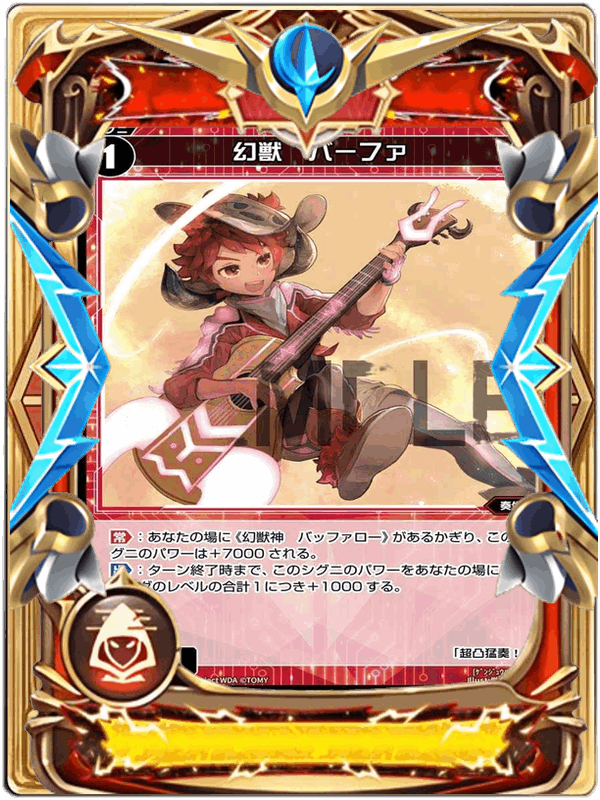 1
幻獣　バーファ
MPLE
奏
常：あなたの場に《幻獣神　バッファロー》があるかぎり、この
グニのパワーは＋7000される。
：ターン終了時まで、このシグニのパワーをあなたの場に
グのレベルの合計１につき＋1000する。
「超凸猛奏！
ject WDA ©TOMY